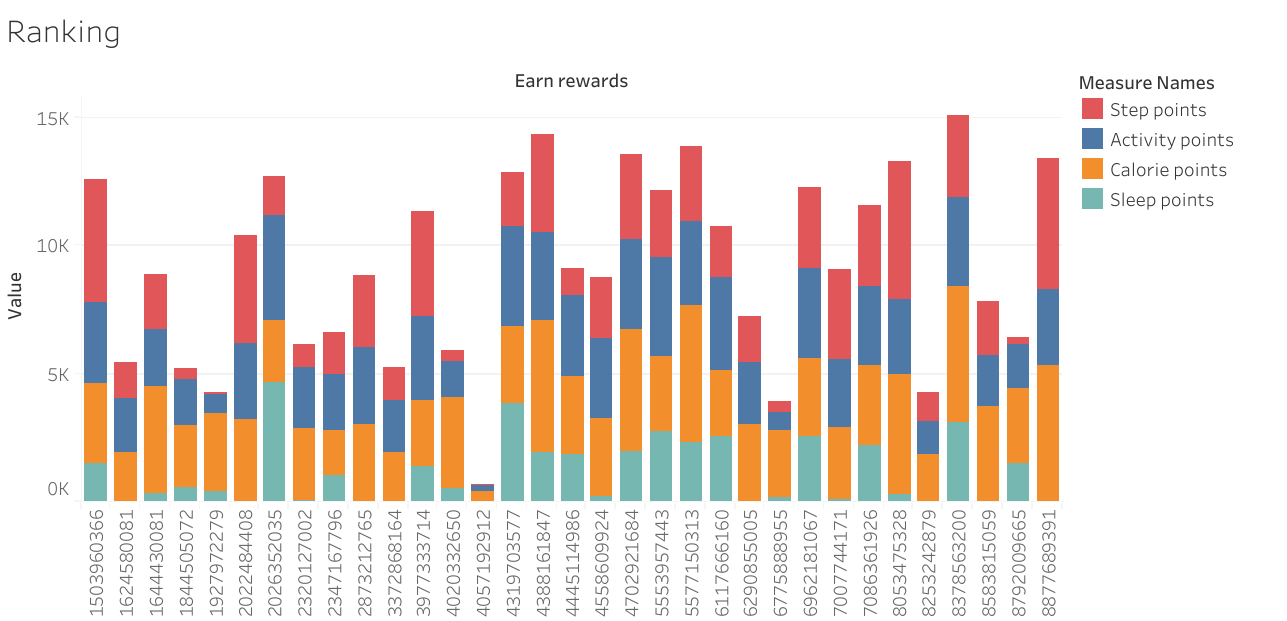 Ranking
Earn rewards
Measure Names
Step points
Activity points
Calorie points
Sleep points
Value
15K
10K
5K
0K
1503960366
1624580081
1644430081
1844505072
1927972279
2022484408
2026352035
2320127002
2347167796
2873212765
3372868164
3977333714
4020332650
4057192912
4319703577
4388161847
4445114986
4558609924
4702921684
5553957443
5577150313
6117666160
6290855005
6775888955
6962181067
7007744171
7086361926
8053475328
8253242879
8378563200
8583815059
8792009665
8877689391